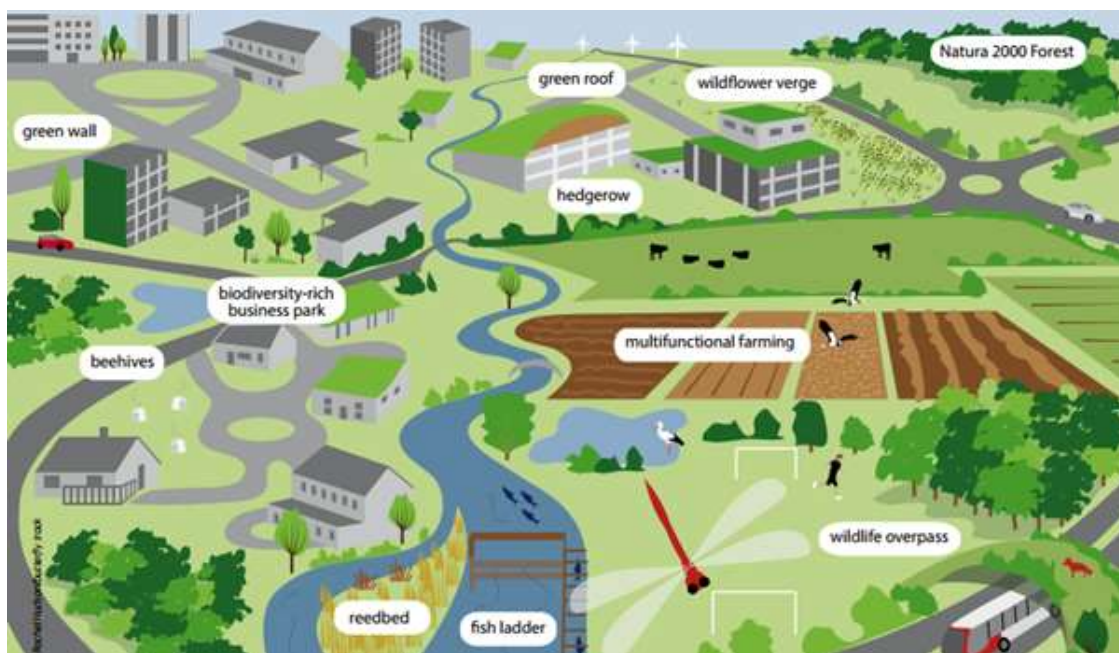 Natura 2000 Forest
green roof
wildflower verge
green wall
hedgerow
biodiversity-rich
business park
multifunctional farming
beehives
wildlife overpass
reedbed
fish ladder